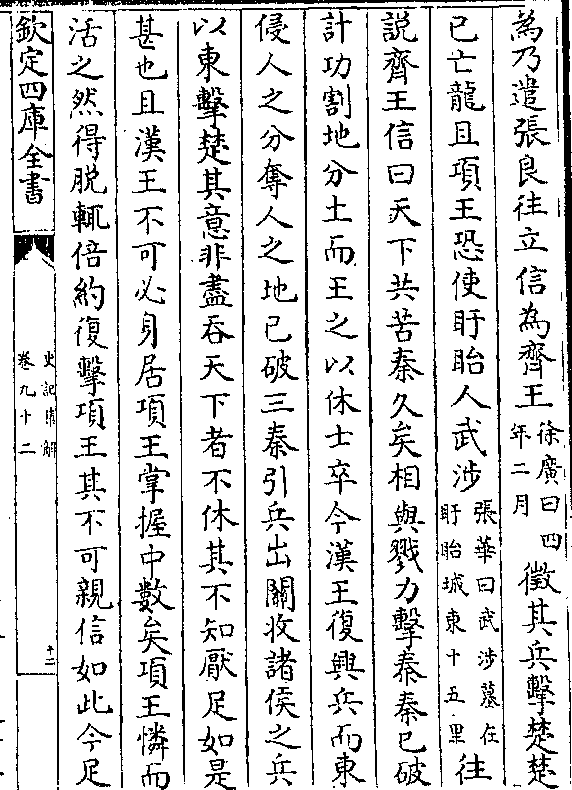 為乃遣張良往立信為齊王徐廣曰四年二月徵其兵擊楚楚
已亡龍且項王恐使盱眙人武涉張華曰武涉墓在盱眙城東十五里往
説齊王信曰天下共苦秦久矣相與戮力擊秦秦已破
計功割地分土而王之以休士卒今漢王復興兵而東
侵人之分奪人之地已破三秦引兵出關收諸侯之兵
以東擊楚其意非盡吞天下者不休其不知厭足如是
甚也且漢王不可必身居項王掌握中數矣項王憐而
活之然得脱輒倍約復擊項王其不可親信如此今足
欽定四庫全書
史記集解
卷九十二
十二